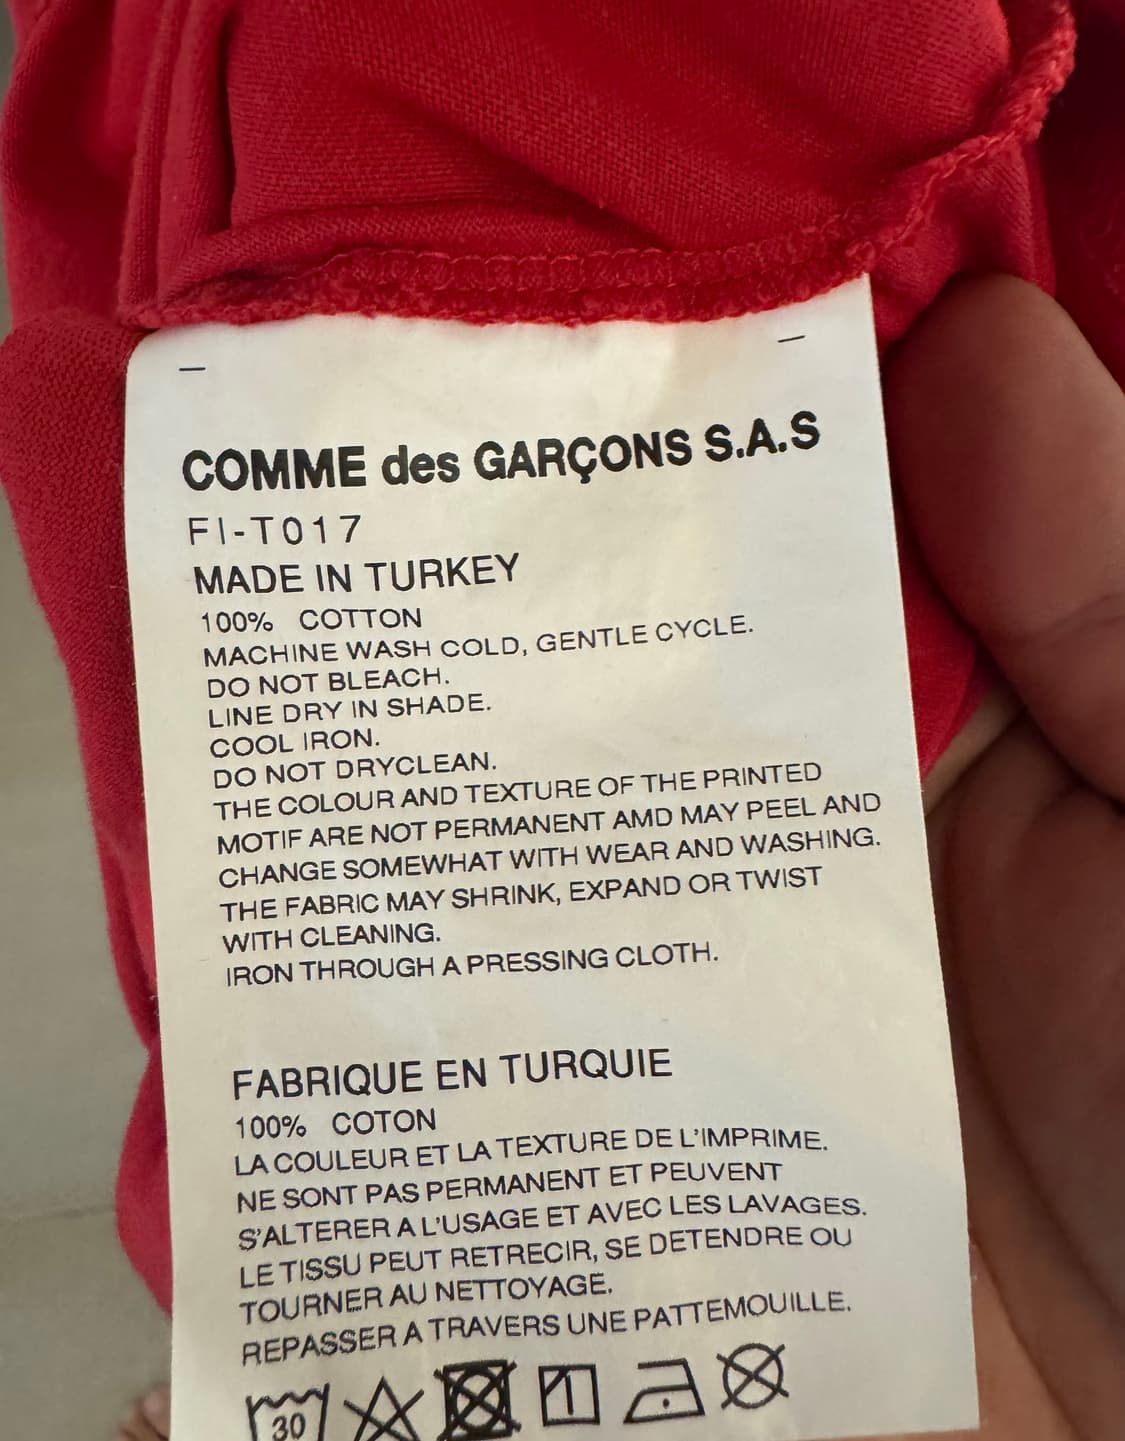 COMME des GARÇONS S.A.S
FI-T017
MADE IN TURKEY
100% COTTON
MACHINE WASH COLD, GENTLE CYCLE.
DO NOT BLEACH.
LINE DRY IN SHADE.
COOL IRON.
DO NOT DRYCLEAN.
THE COLOUR AND TEXTURE OF THE PRINTED
MOTIF ARE NOT PERMANENT AMD MAY PEEL AND
CHANGE SOMEWHAT WITH WEAR AND WASHING.
THE FABRIC MAY SHRINK, EXPAND OR TWIST
WITH CLEANING.
IRON THROUGH A PRESSING CLOTH.
FABRIQUE EN TURQUIE
100% COTON
LA COULEUR ET LA TEXTURE DE L'IMPRIME.
NE SONT PAS PERMANENT ET PEUVENT
S'ALTERER A L'USAGE ET AVEC LES LAVAGES.
LE TISSU PEUT RETRECIR, SE DETENDRE OU
TOURNER AU NETTOYAGE.
REPASSER A TRAVERS UNE PATTEMOUILLE.
30